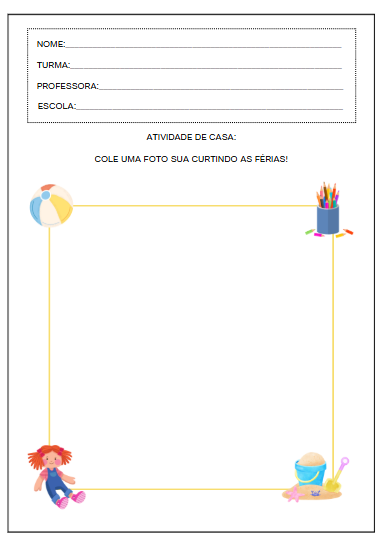 NOME:
TURMA:
PROFESSORA:
ESCOLA:
ATIVIDADE DE CASA:
COLE UMA FOTO SUA CURTINDO AS FÉRIAS!